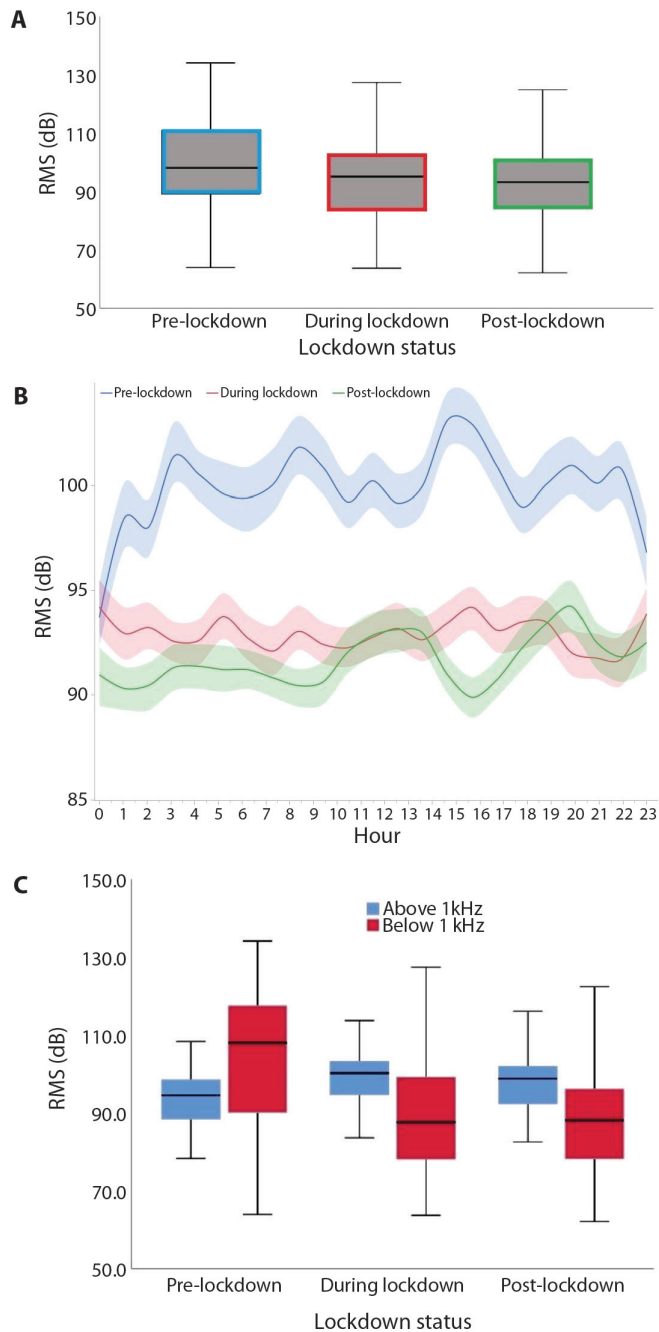 A
150
130
110
90
70
50
RMS (dB)
Pre-lockdown During lockdown Post-lockdown
Lockdown status
B
Pre-lockdown During lockdown Post-lockdown
100
95
90
85
RMS (dB)
0 1 2 3 4 5 6 7 8 9 10 11 12 13 14 15 16 17 18 19 20 21 22 23
Hour
C
150.0
130.0
110.0
90.0
70.0
50.0
RMS (dB)
Above 1kHz
Below 1 kHz
Pre-lockdown During lockdown Post-lockdown
Lockdown status